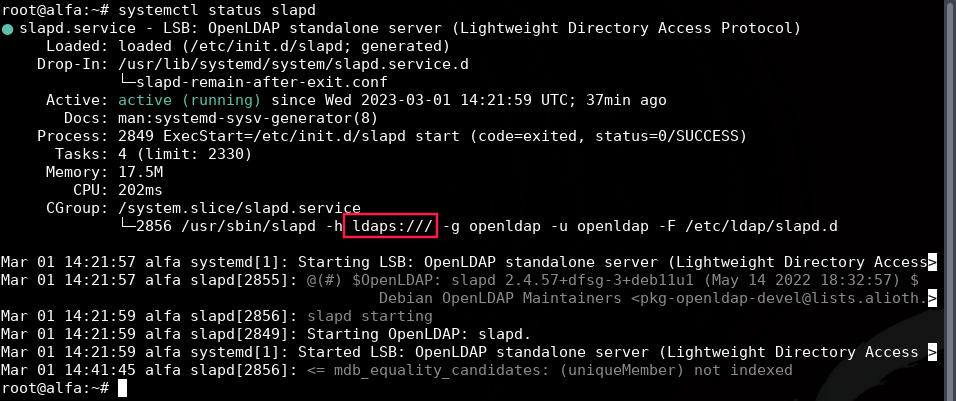 root@alfa:~# systemctl status slapd
● slapd.service - LSB: OpenLDAP standalone server (Lightweight Directory Access Protocol)
     Loaded: loaded (/etc/init.d/slapd; generated)
    Drop-In: /usr/lib/systemd/system/slapd.service.d
             └─slapd-remain-after-exit.conf
     Active: active (running) since Wed 2023-03-01 14:21:59 UTC; 37min ago
       Docs: man:systemd-sysv-generator(8)
    Process: 2849 ExecStart=/etc/init.d/slapd start (code=exited, status=0/SUCCESS)
      Tasks: 4 (limit: 2330)
     Memory: 17.5M
        CPU: 202ms
     CGroup: /system.slice/slapd.service
             └─2856 /usr/sbin/slapd -h ldaps:/// -g openldap -u openldap -F /etc/ldap/slapd.d

Mar 01 14:21:57 alfa systemd[1]: Starting LSB: OpenLDAP standalone server (Lightweight Directory Access>
Mar 01 14:21:57 alfa slapd[2855]: @(#) $OpenLDAP: slapd 2.4.57+dfsg-3+deb11u1 (May 14 2022 18:32:57) $
                                          Debian OpenLDAP Maintainers <pkg-openldap-devel@lists.alioth.>
Mar 01 14:21:59 alfa slapd[2856]: slapd starting
Mar 01 14:21:59 alfa slapd[2849]: Starting OpenLDAP: slapd.
Mar 01 14:21:59 alfa systemd[1]: Started LSB: OpenLDAP standalone server (Lightweight Directory Access >
Mar 01 14:41:45 alfa slapd[2856]: <= mdb_equality_candidates: (uniqueMember) not indexed
root@alfa:~#